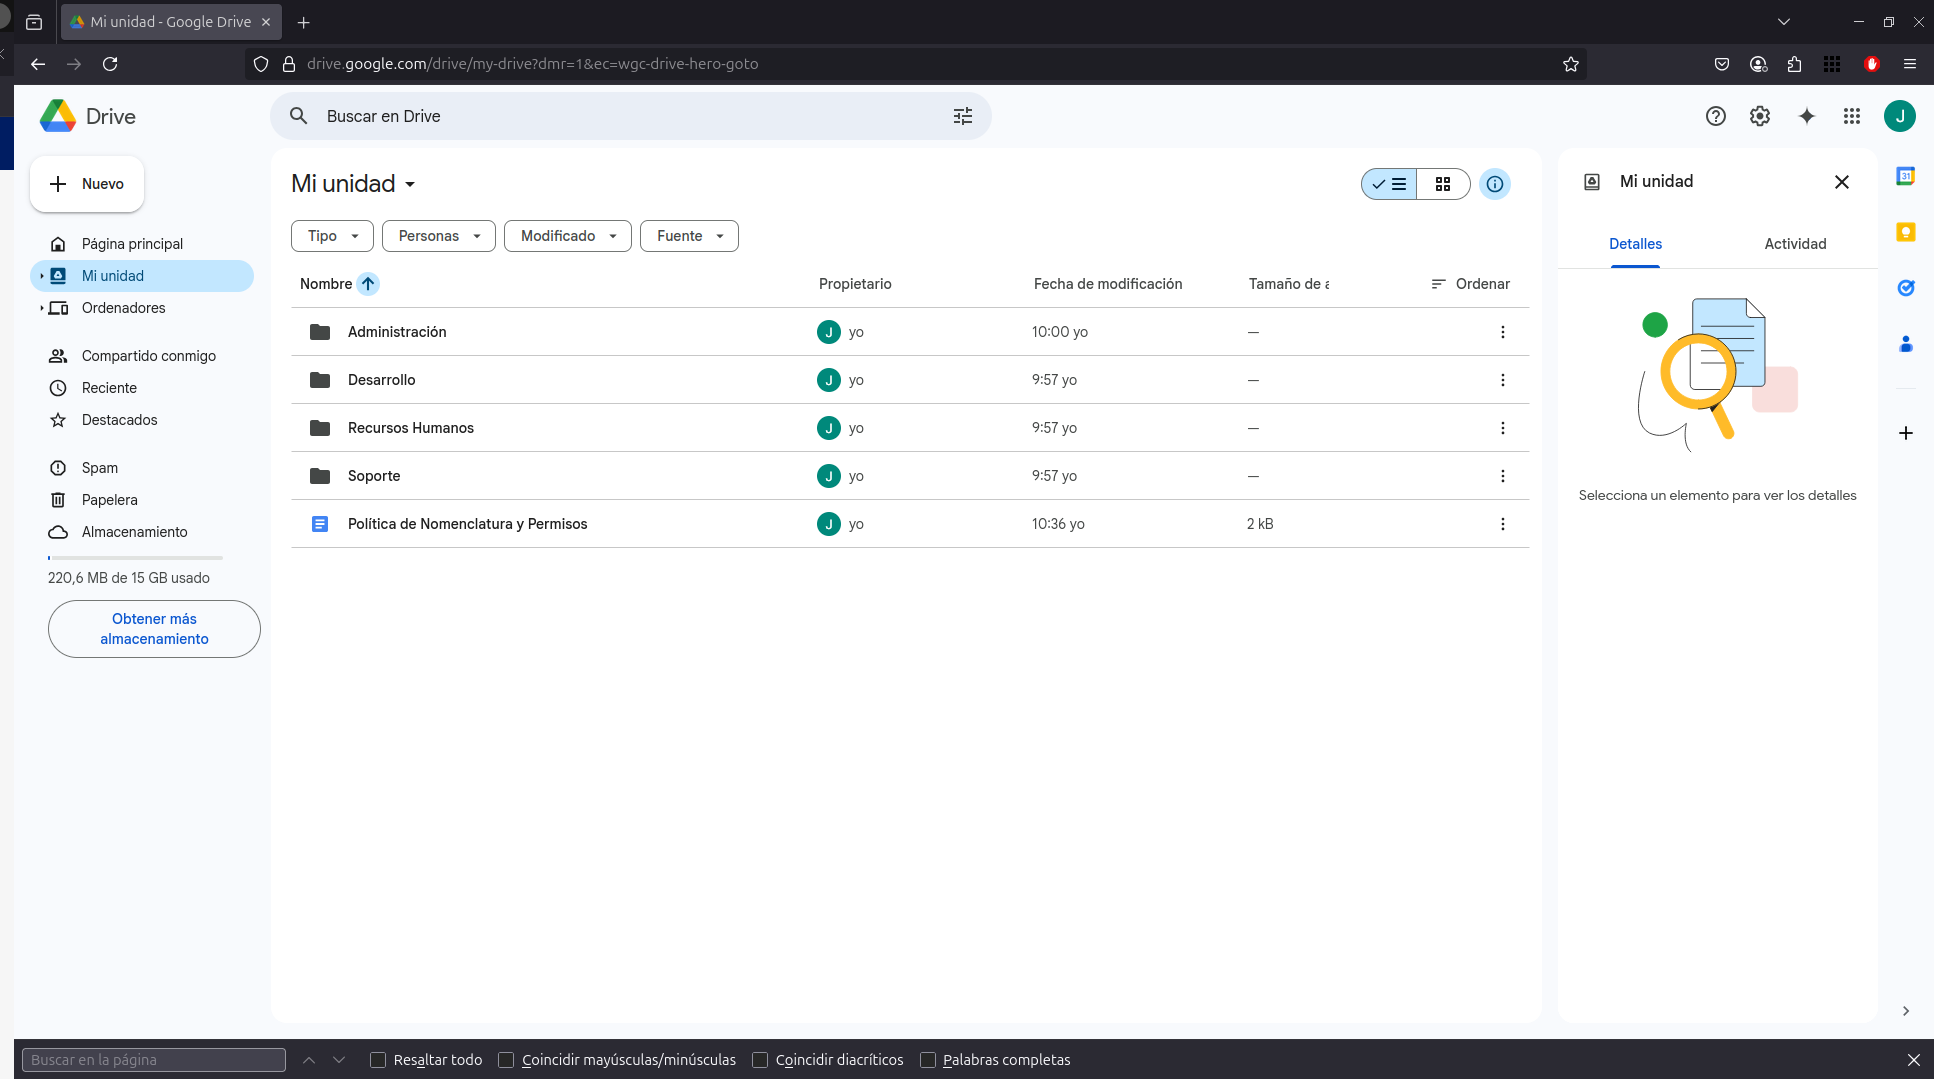 Mi unidad - Google Drive
drive.google.com/drive/my-drive?dmr=1&ec=wgc-drive-hero-goto
Drive
Buscar en Drive
J
Nuevo
Página principal
Mi unidad
Ordenadores
Compartido conmigo
Reciente
Destacados
Spam
Papelera
Almacenamiento
220,6 MB de 15 GB usado
Obtener más
almacenamiento
Mi unidad
Tipo Personas Modificado Fuente
Nombre Propietario Fecha de modificación Tamaño de a Ordenar
Administración J yo 10:00 yo —
Desarrollo J yo 9:57 yo —
Recursos Humanos J yo 9:57 yo —
Soporte J yo 9:57 yo —
Política de Nomenclatura y Permisos J yo 10:36 yo 2 kB
Mi unidad
Detalles Actividad
Selecciona un elemento para ver los detalles
31
Buscar en la página Resaltar todo Coincidir mayúsculas/minúsculas Coincidir diacríticos Palabras completas